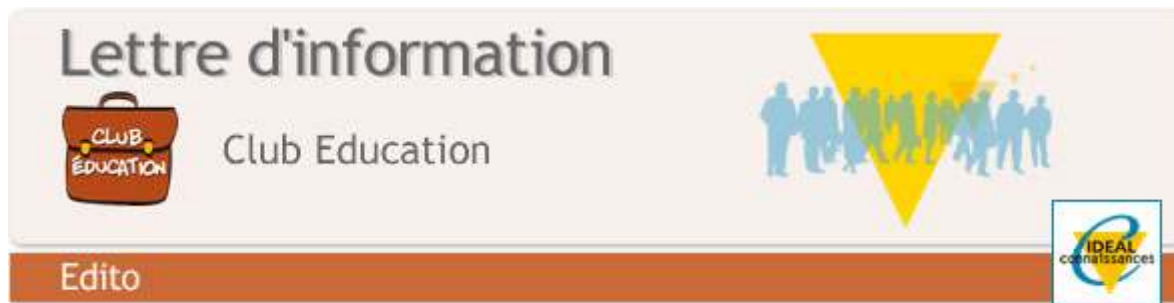 Lettre d'information
CLUB
ÉDUCATION
Club Education
IDEAL
connaissances
Edito